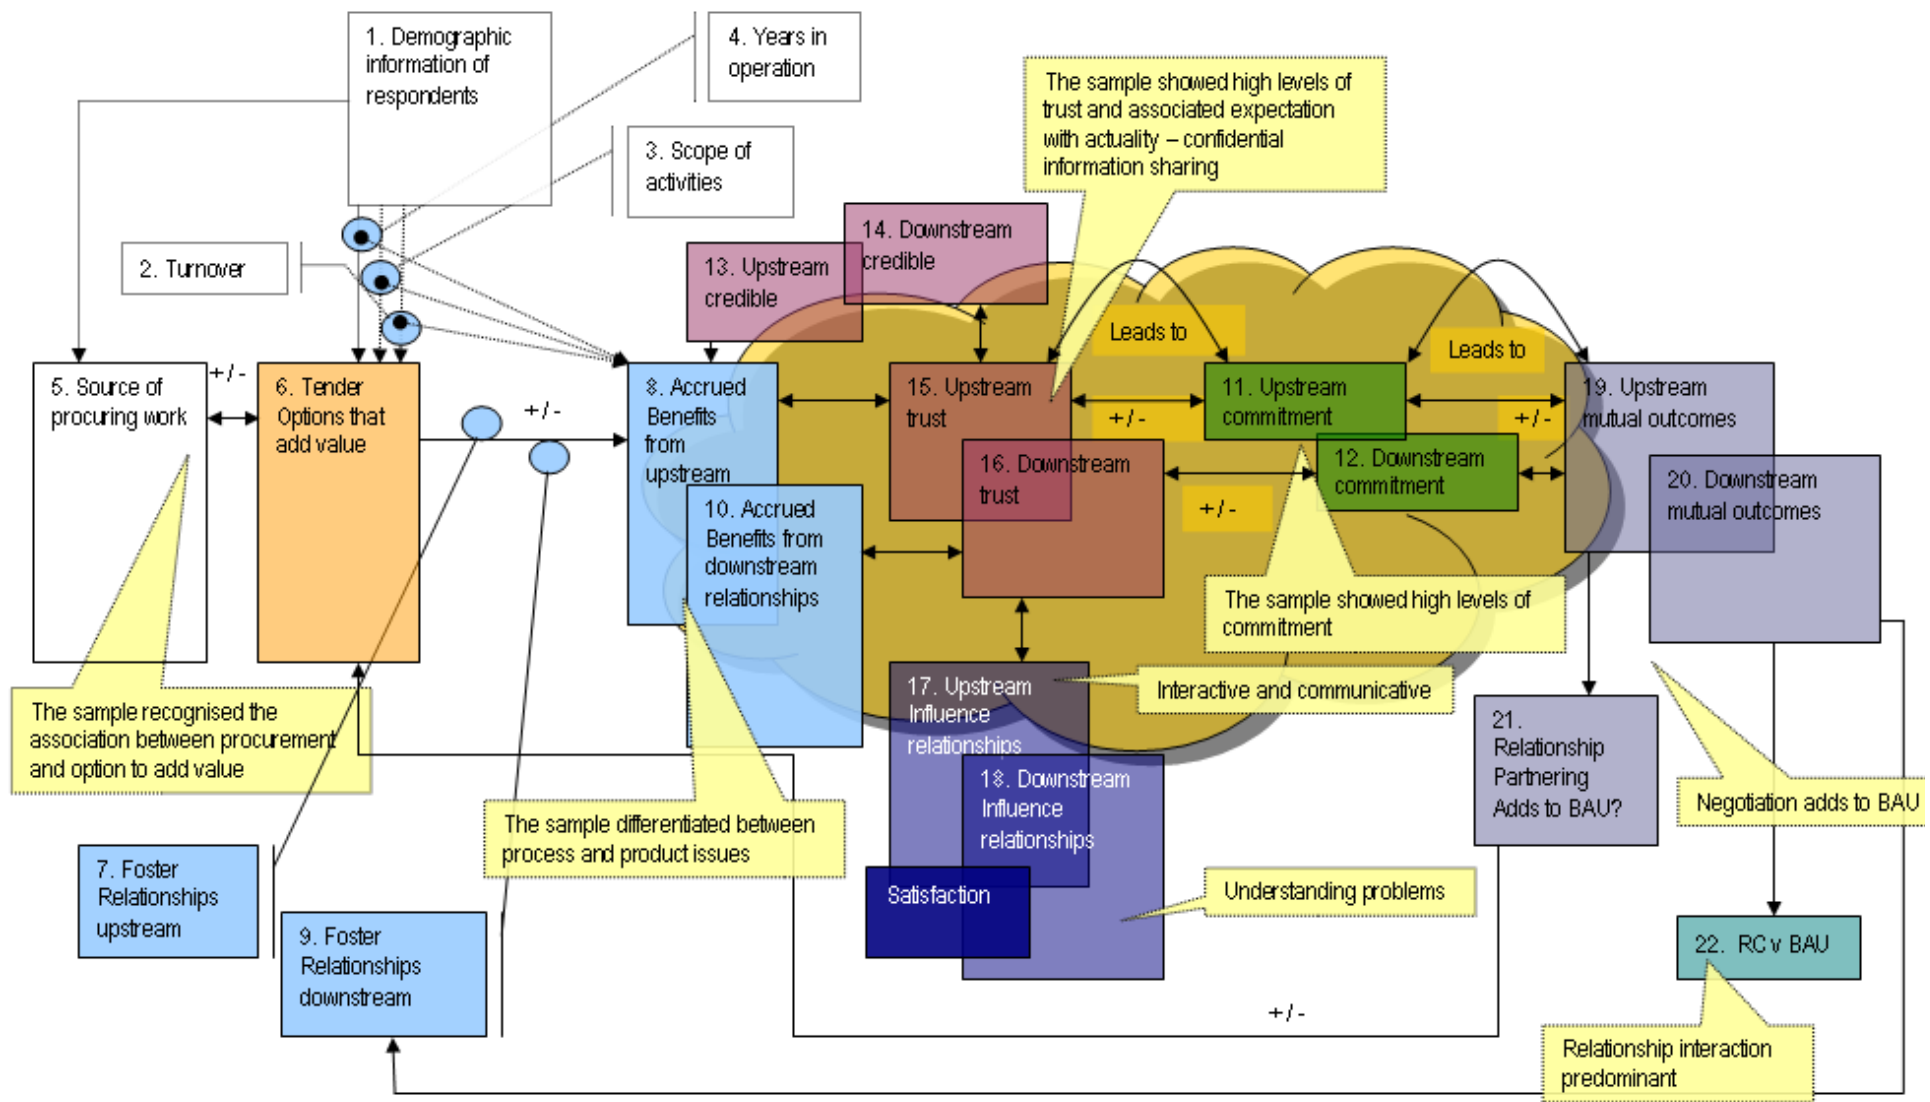 1. Demographic
information of
respondents
4. Years in
operation
3. Scope of
activities
2. Turnover
The sample showed high levels of
trust and associated expectation
with actuality – confidential
information sharing
14. Downstream
credible
13. Upstream
credible
Leads to
Leads to
5. Source of
procuring work
+/-
6. Tender
Options that
add value
+/-
8. Accrued
Benefits
from
upstream
15. Upstream
trust
+/-
11. Upstream
commitment
+/-
19. Upstream
mutual outcomes
16. Downstream
trust
12. Downstream
commitment
+/-
20. Downstream
mutual outcomes
10. Accrued
Benefits from
downstream
relationships
The sample showed high levels of
commitment
17. Upstream
Influence
relationships
Interactive and communicative
The sample recognised the
association between procurement
and option to add value
18. Downstream
Influence
relationships
21.
Relationship
Partnering
Adds to BAU?
Negotiation adds to BAU
The sample differentiated between
process and product issues
7. Foster
Relationships
upstream
Satisfaction
Understanding problems
9. Foster
Relationships
downstream
22. RC v BAU
+/-
Relationship interaction
predominant